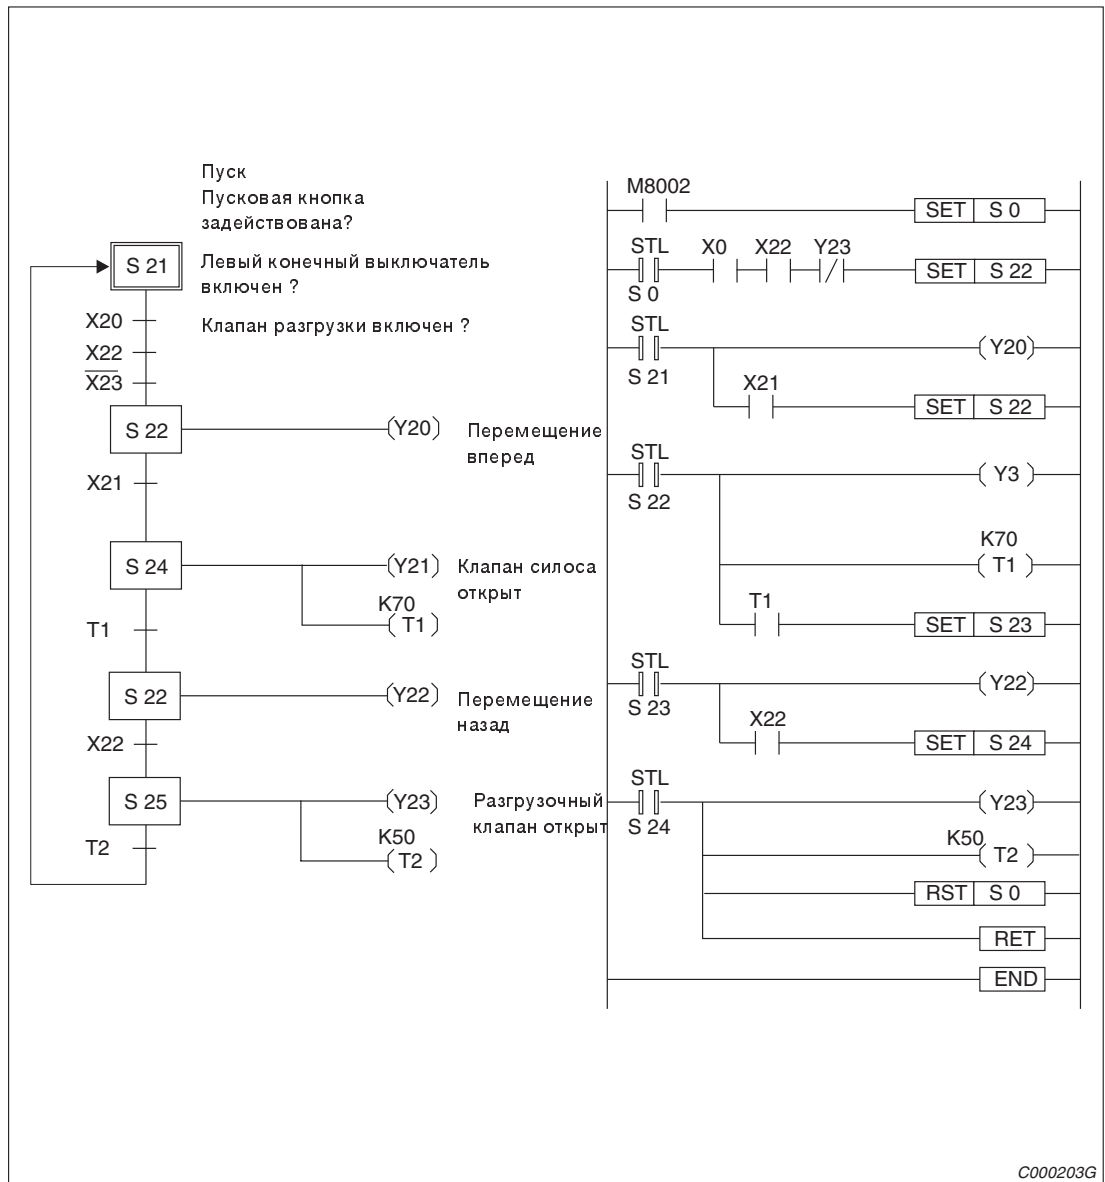 Пуск
Пусковая кнопка
задействована?
S 21
Левый конечный выключатель
включен ?
X20
Клапан разгрузки включен ?
X22
X23
S 22
(Y20)
Перемещение
вперед
X21
S 24
(Y21)
Клапан силоса
открыт
K70
(T1)
T1
S 22
(Y22)
Перемещение
назад
X22
S 25
(Y23)
Разгрузочный
клапан открыт
K50
(T2)
T2
M8002
SET S 0
STL
X0 X22 Y23
SET S 22
S 0
STL
(Y20)
S 21
X21
SET S 22
STL
(Y3)
S 22
K70
(T1)
T1
SET S 23
STL
(Y22)
S 23
X22
SET S 24
STL
(Y23)
S 24
K50
(T2)
RST S 0
RET
END
C000203G